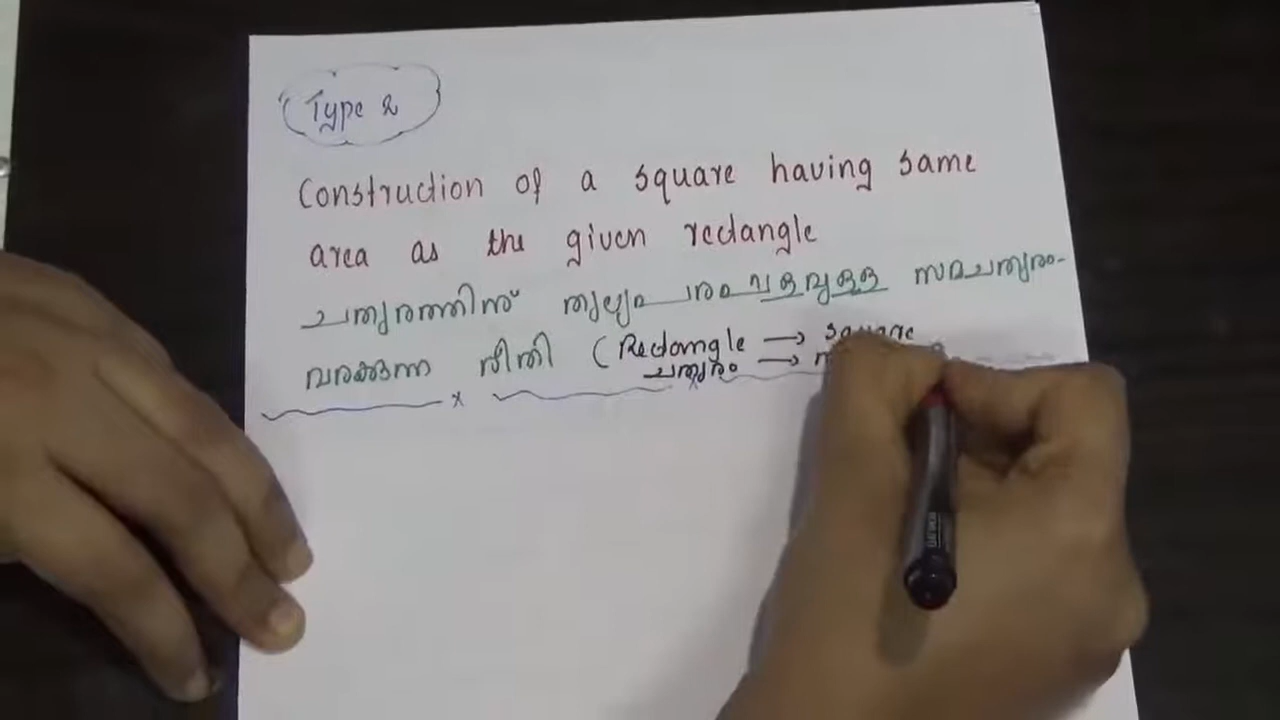 Type 2
Construction of a square having same
area as the given rectangle
ചതുരത്തിന് തുല്യമ പരപ്പളവുള്ള സമചതുരം-
വരക്കുന്ന രീതി ( Rectangle → square
ചതുരം →